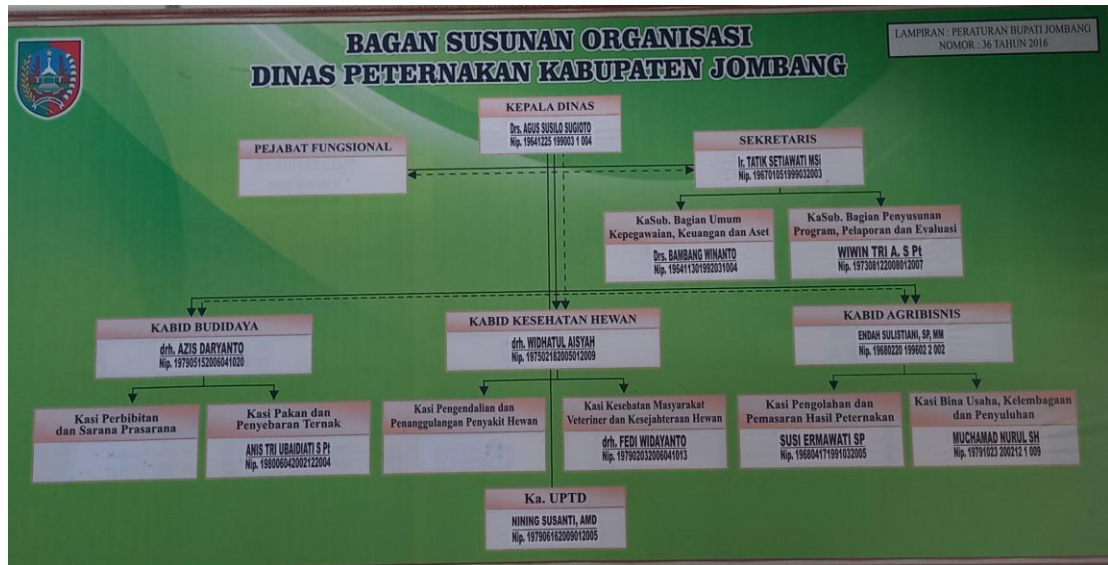 BAGAN SUSUNAN ORGANISASI
DINAS PETERNAKAN KABUPATEN JOMBANG
LAMPIRAN : PERATURAN BUPATI JOMBANG
NOMOR : 36 TAHUN 2016
KEPALA DINAS
Drs. AGUS SUSILO SUGIOTO
Nip. 19641225 199003 1 004
PEJABAT FUNGSIONAL
SEKRETARIS
Ir. TATIK SETIAWATI MSi
Nip. 196701051999032003
KaSub. Bagian Umum
Kepegawaian, Keuangan dan Aset
Drs. BAMBANG WINANTO
Nip. 196411301992031004
KaSub. Bagian Penyusunan
Program, Pelaporan dan Evaluasi
WIWIN TRI A. S Pt
Nip. 197308122008012007
KABID BUDIDAYA
drh. AZIS DARYANTO
Nip. 197905152006041020
KABID KESEHATAN HEWAN
drh. WIDHATUL AISYAH
Nip. 197502182005012009
KABID AGRIBISNIS
ENDAH SULISTIANI, SP, MM
Nip. 19680220 199602 2 002
Kasi Perbibitan
dan Sarana Prasarana
Kasi Pakan dan
Penyebaran Ternak
ANIS TRI UBAIDIATI S Pt
Nip. 198006042002122004
Kasi Pengendalian dan
Penanggulangan Penyakit Hewan
Kasi Kesehatan Masyarakat
Veteriner dan Kesejahteraan Hewan
drh. FEDI WIDAYANTO
Nip. 197902032006041013
Kasi Pengolahan dan
Pemasaran Hasil Peternakan
SUSI ERMAWATI SP
Nip. 196804171991032005
Kasi Bina Usaha, Kelembagaan
dan Penyuluhan
MUCHAMAD NURUL SH
Nip. 19791023 200212 1 009
Ka. UPTD
NINING SUSANTI, AMD
Nip. 197906162009012005